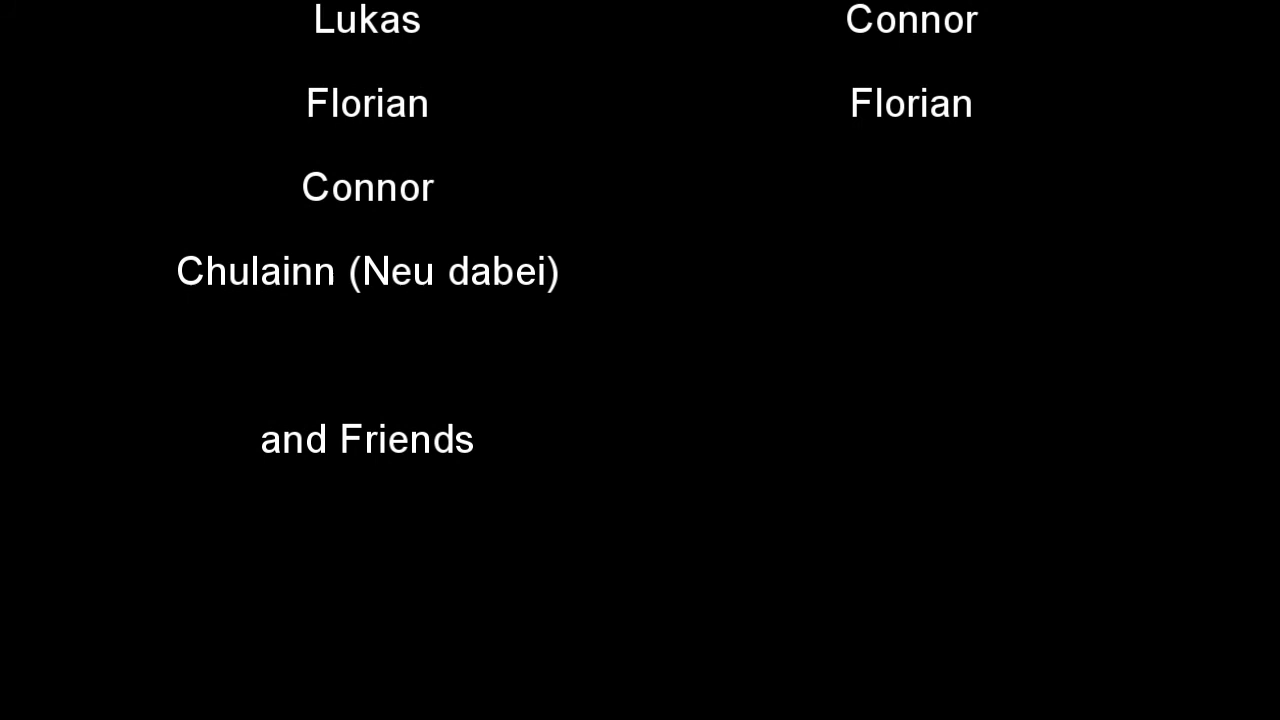 Lukas
Florian
Connor
Chulainn (Neu dabei)
and Friends
Connor
Florian